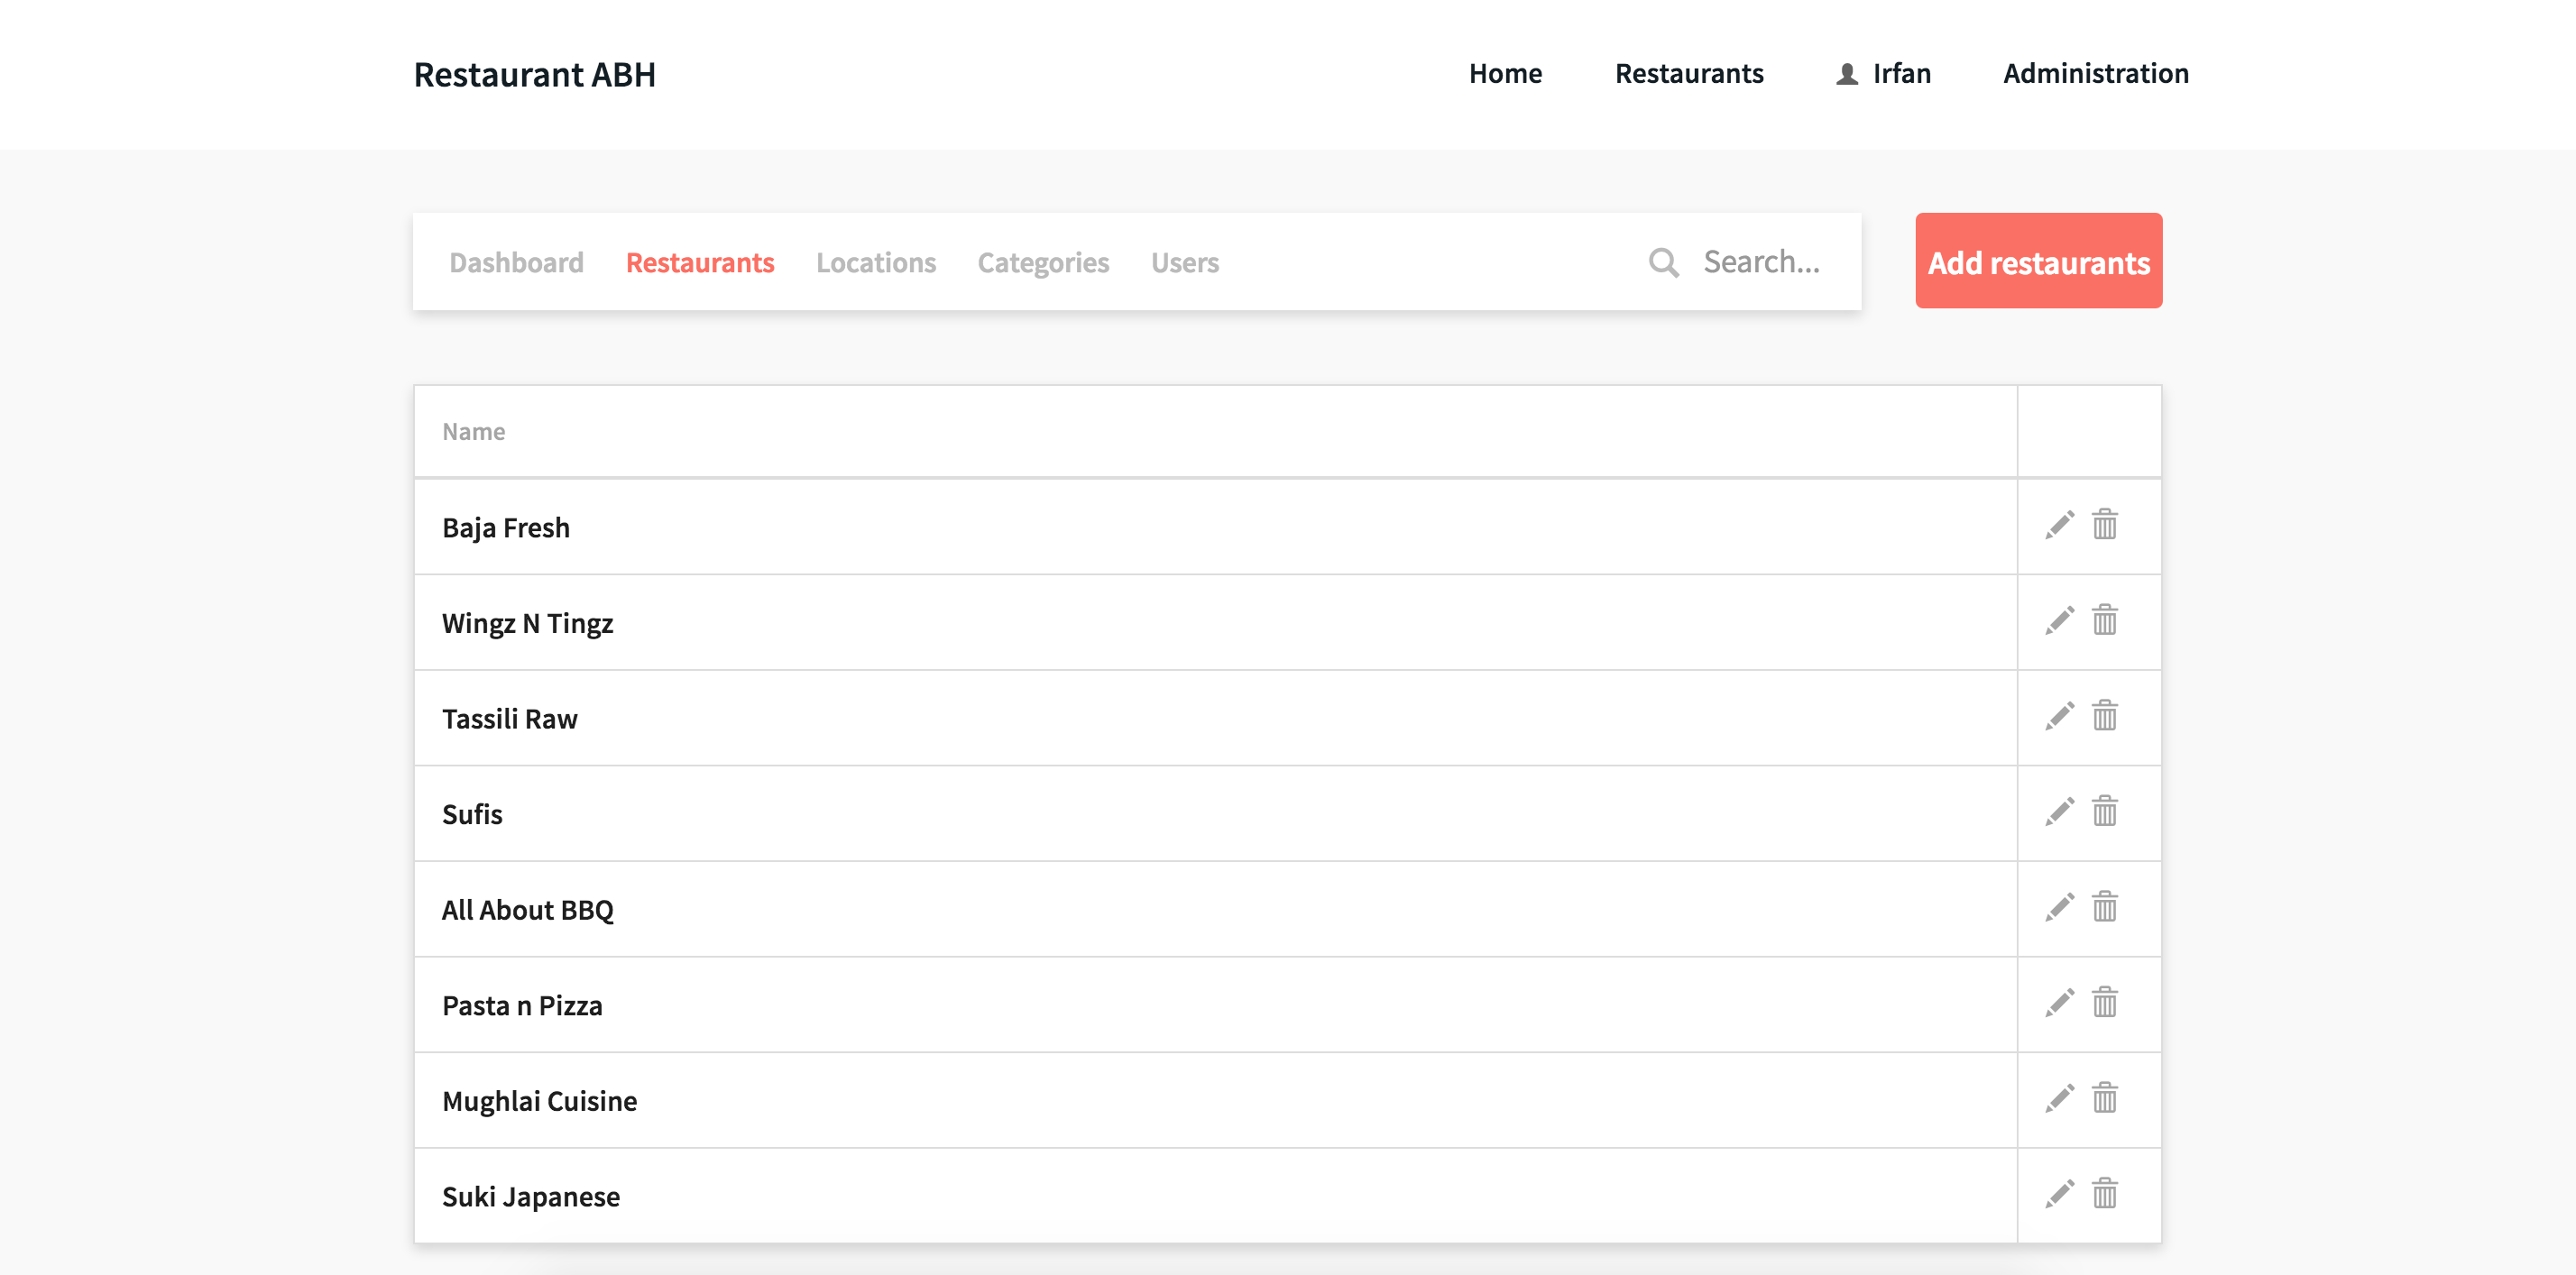 Restaurant ABH Home Restaurants Irfan Administration
Dashboard Restaurants Locations Categories Users Search... Add restaurants
Name
Baja Fresh
Wingz N Tingz
Tassili Raw
Sufis
All About BBQ
Pasta n Pizza
Mughlai Cuisine
Suki Japanese